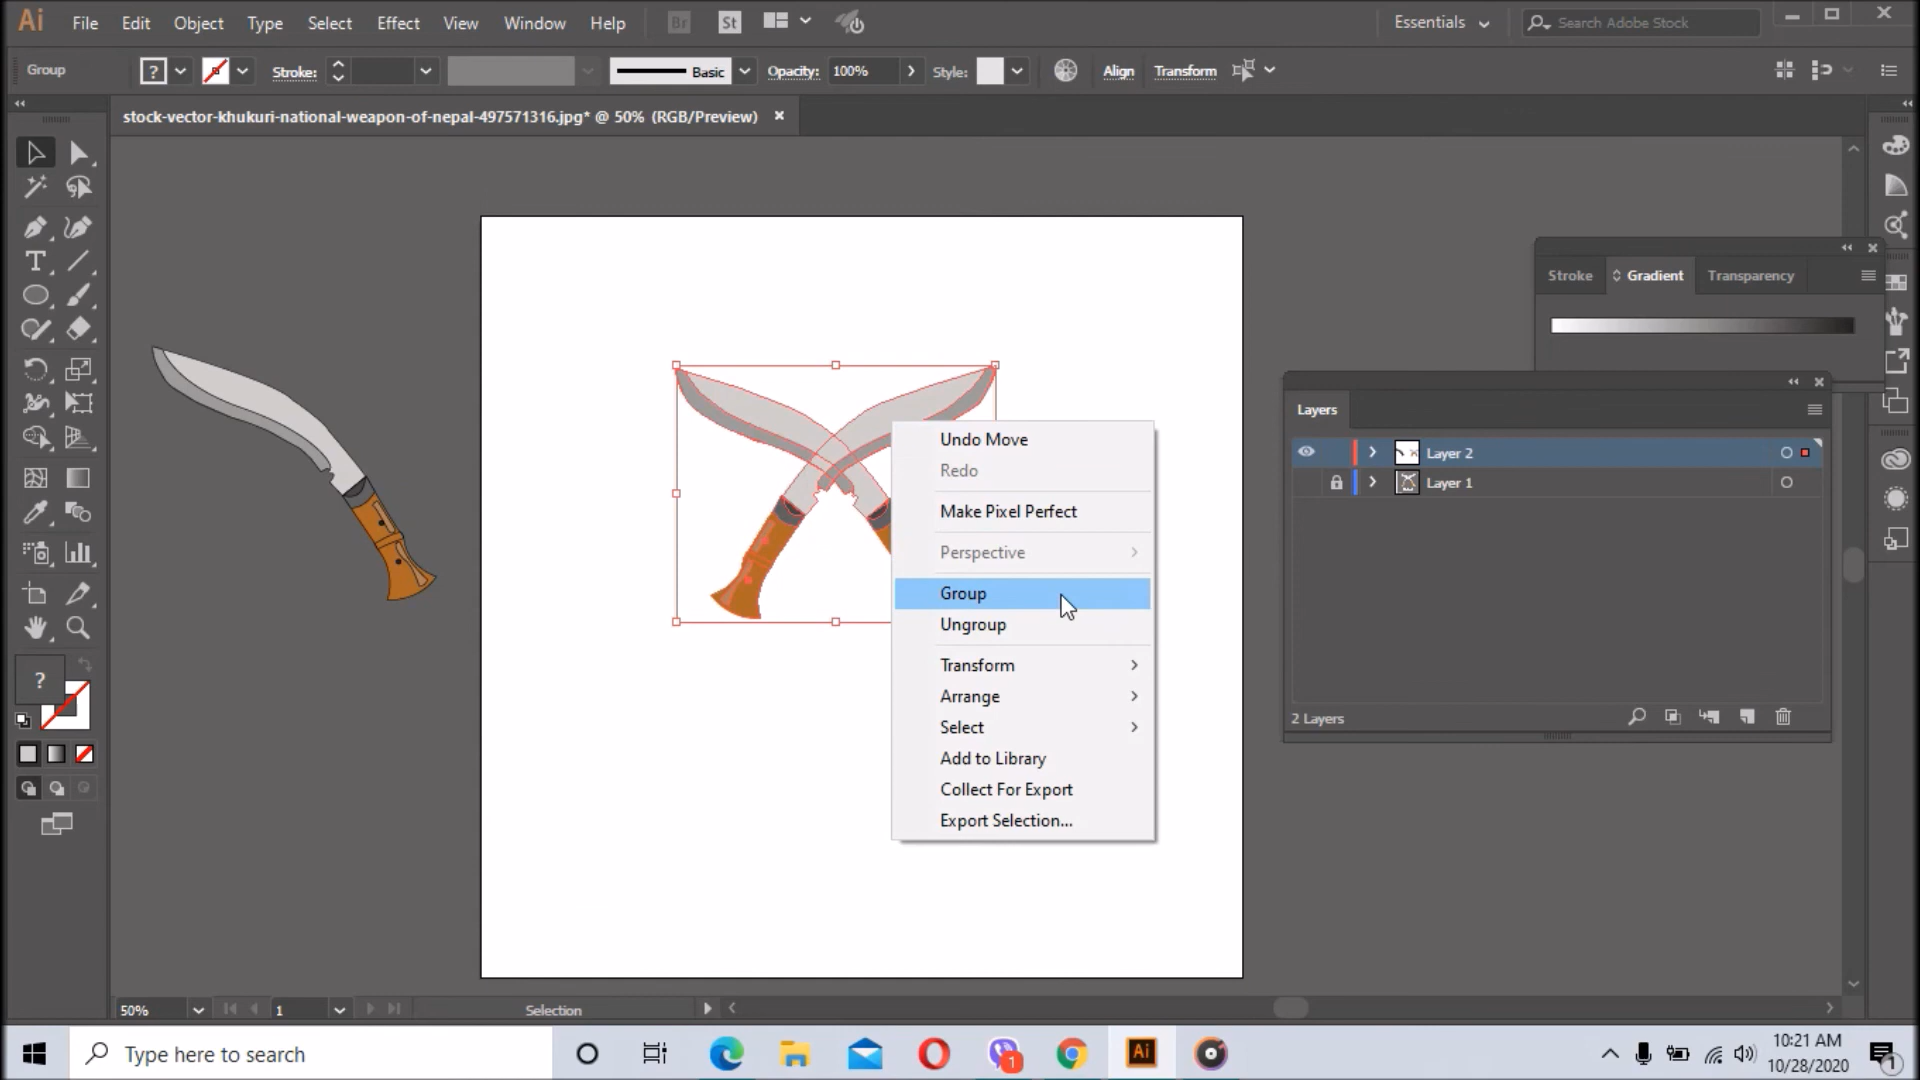 Ai File Edit Object Type Select Effect View Window Help Br St Essentials Search Adobe Stock
Group ? Stroke: Basic Opacity: 100% Style: Align Transform
stock-vector-khukuri-national-weapon-of-nepal-497571316.jpg* @ 50% (RGB/Preview)
Stroke Gradient Transparency
Layers
Layer 2
Layer 1
2 Layers
Undo Move
Redo
Make Pixel Perfect
Perspective
Group
Ungroup
Transform
Arrange
Select
Add to Library
Collect For Export
Export Selection...
T
?
50% 1 Selection
Type here to search
1
Ai
10:21 AM
10/28/2020
1